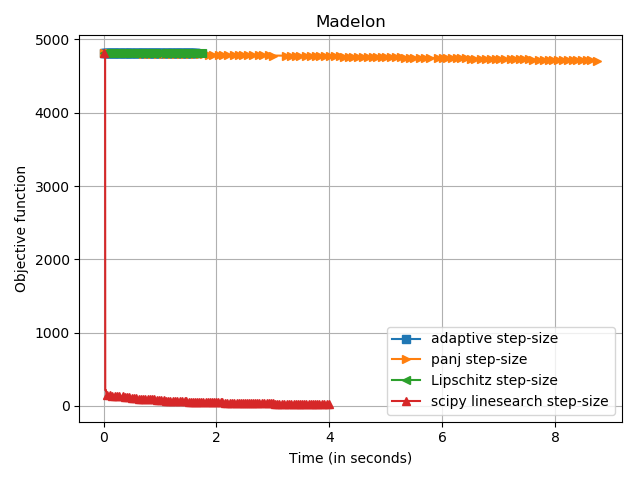 Madelon
Objective function
5000
4000
3000
2000
1000
0
0 2 4 6 8
Time (in seconds)
adaptive step-size
panj step-size
Lipschitz step-size
scipy linesearch step-size